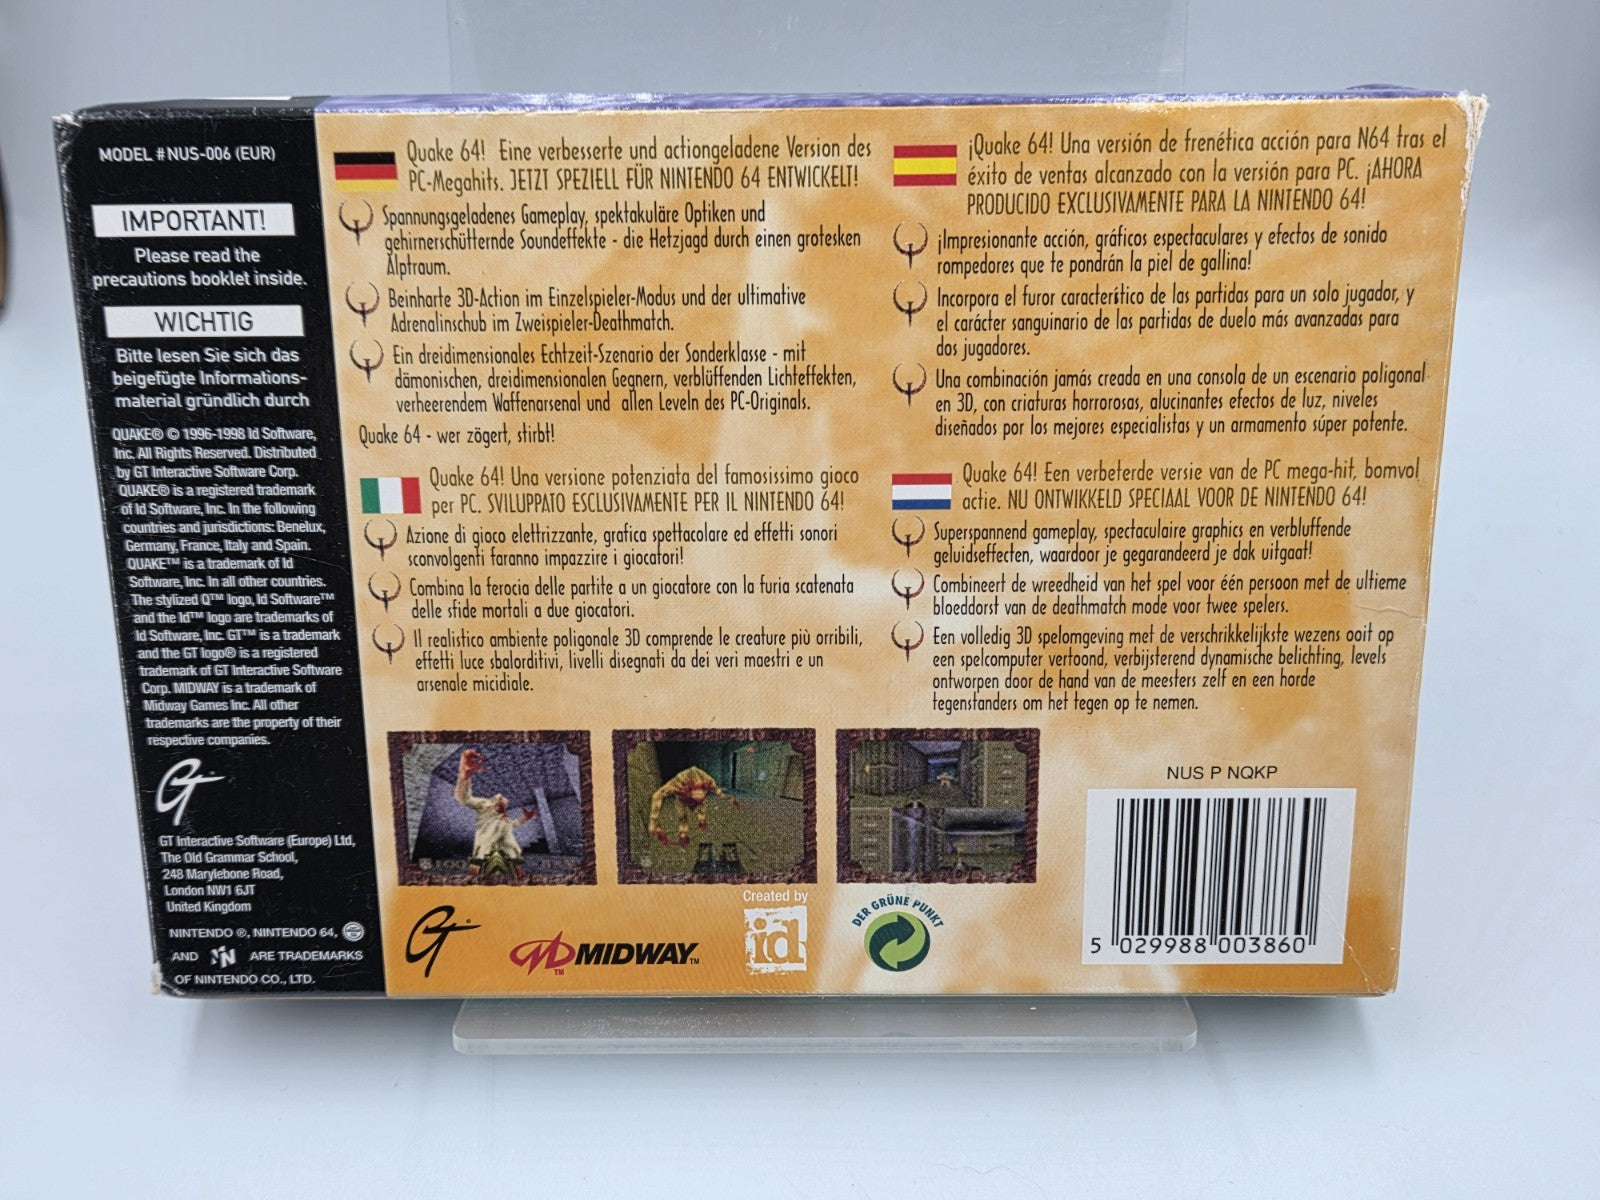 MODEL #NUS-006 (EUR)
IMPORTANT!
Please read the
precautions booklet inside.
WICHTIG
Bitte lesen Sie sich das
beigefügte Informations-
material gründlich durch
QUAKE® © 1996-1998 Id Software,
Inc. All Rights Reserved. Distributed
by GT Interactive Software Corp.
QUAKE® is a registered trademark
of Id Software, Inc. In the following
countries and jurisdictions: Benelux,
Germany, France, Italy and Spain.
QUAKE™ is a trademark of Id
Software, Inc. In all other countries.
The stylized Q™ logo, Id Software™
and the Id™ logo are trademarks of
Id Software, Inc. GT™ is a trademark
and the GT logo® is a registered
trademark of GT Interactive Software
Corp. MIDWAY is a trademark of
Midway Games Inc. All other
trademarks are the property of their
respective companies.
GT
GT Interactive Software (Europe) Ltd,
The Old Grammar School,
248 Marylebone Road,
London NW1 6JT
United Kingdom
NINTENDO ®, NINTENDO 64,
AND N ARE TRADEMARKS
OF NINTENDO CO., LTD.
Quake 64! Eine verbesserte und actiongeladene Version des
PC-Megahits. JETZT SPEZIELL FÜR NINTENDO 64 ENTWICKELT!
Spannungsgeladenes Gameplay, spektakuläre Optiken und
gehirnerschütternde Soundeffekte - die Hetzjagd durch einen grotesken
Alptraum.
Beinharte 3D-Action im Einzelspieler-Modus und der ultimative
Adrenalinschub im Zweispieler-Deathmatch.
Ein dreidimensionales Echtzeit-Szenario der Sonderklasse - mit
dämonischen, dreidimensionalen Gegnern, verblüffenden Lichteffekten,
verheerendem Waffenarsenal und allen Leveln des PC-Originals.
Quake 64 - wer zögert, stirbt!
Quake 64! Una versione potenziata del famosissimo gioco
per PC. SVILUPPATO ESCLUSIVAMENTE PER IL NINTENDO 64!
Azione di gioco elettrizzante, grafica spettacolare ed effetti sonori
sconvolgenti faranno impazzire i giocatori!
Combina la ferocia delle partite a un giocatore con la furia scatenata
delle sfide mortali a due giocatori.
Il realistico ambiente poligonale 3D comprende le creature più orribili,
effetti luce sbalorditivi, livelli disegnati da dei veri maestri e un
arsenale micidiale.
¡Quake 64! Una versión de frenética acción para N64 tras el
éxito de ventas alcanzado con la versión para PC. ¡AHORA
PRODUCIDO EXCLUSIVAMENTE PARA LA NINTENDO 64!
¡Impresionante acción, gráficos espectaculares y efectos de sonido
rompedores que te pondrán la piel de gallina!
Incorpora el furor característico de las partidas para un solo jugador, y
el carácter sanguinario de las partidas de duelo más avanzadas para
dos jugadores.
Una combinación jamás creada en una consola de un escenario poligonal
en 3D, con criaturas horrorosas, alucinantes efectos de luz, niveles
diseñados por los mejores especialistas y un armamento súper potente.
Quake 64! Een verbeterde versie van de PC mega-hit, bomvol
actie. NU ONTWIKKELD SPECIAAL VOOR DE NINTENDO 64!
Superspannend gameplay, spectaculaire graphics en verbluffende
geluidseffecten, waardoor je gegarandeerd je dak uitgaat!
Combineert de wreedheid van het spel voor één persoon met de ultieme
bloeddorst van de deathmatch mode voor twee spelers.
Een volledig 3D spelomgeving met de verschrikkelijkste wezens ooit op
een spelcomputer vertoond, verbijsterend dynamische belichting, levels
ontworpen door de hand van de meesters zelf en een horde
tegenstanders om het tegen op te nemen.
GT
MIDWAY™
Created by
id
DER GRÜNE PUNKT
NUS P NQKP
5 029988 003860